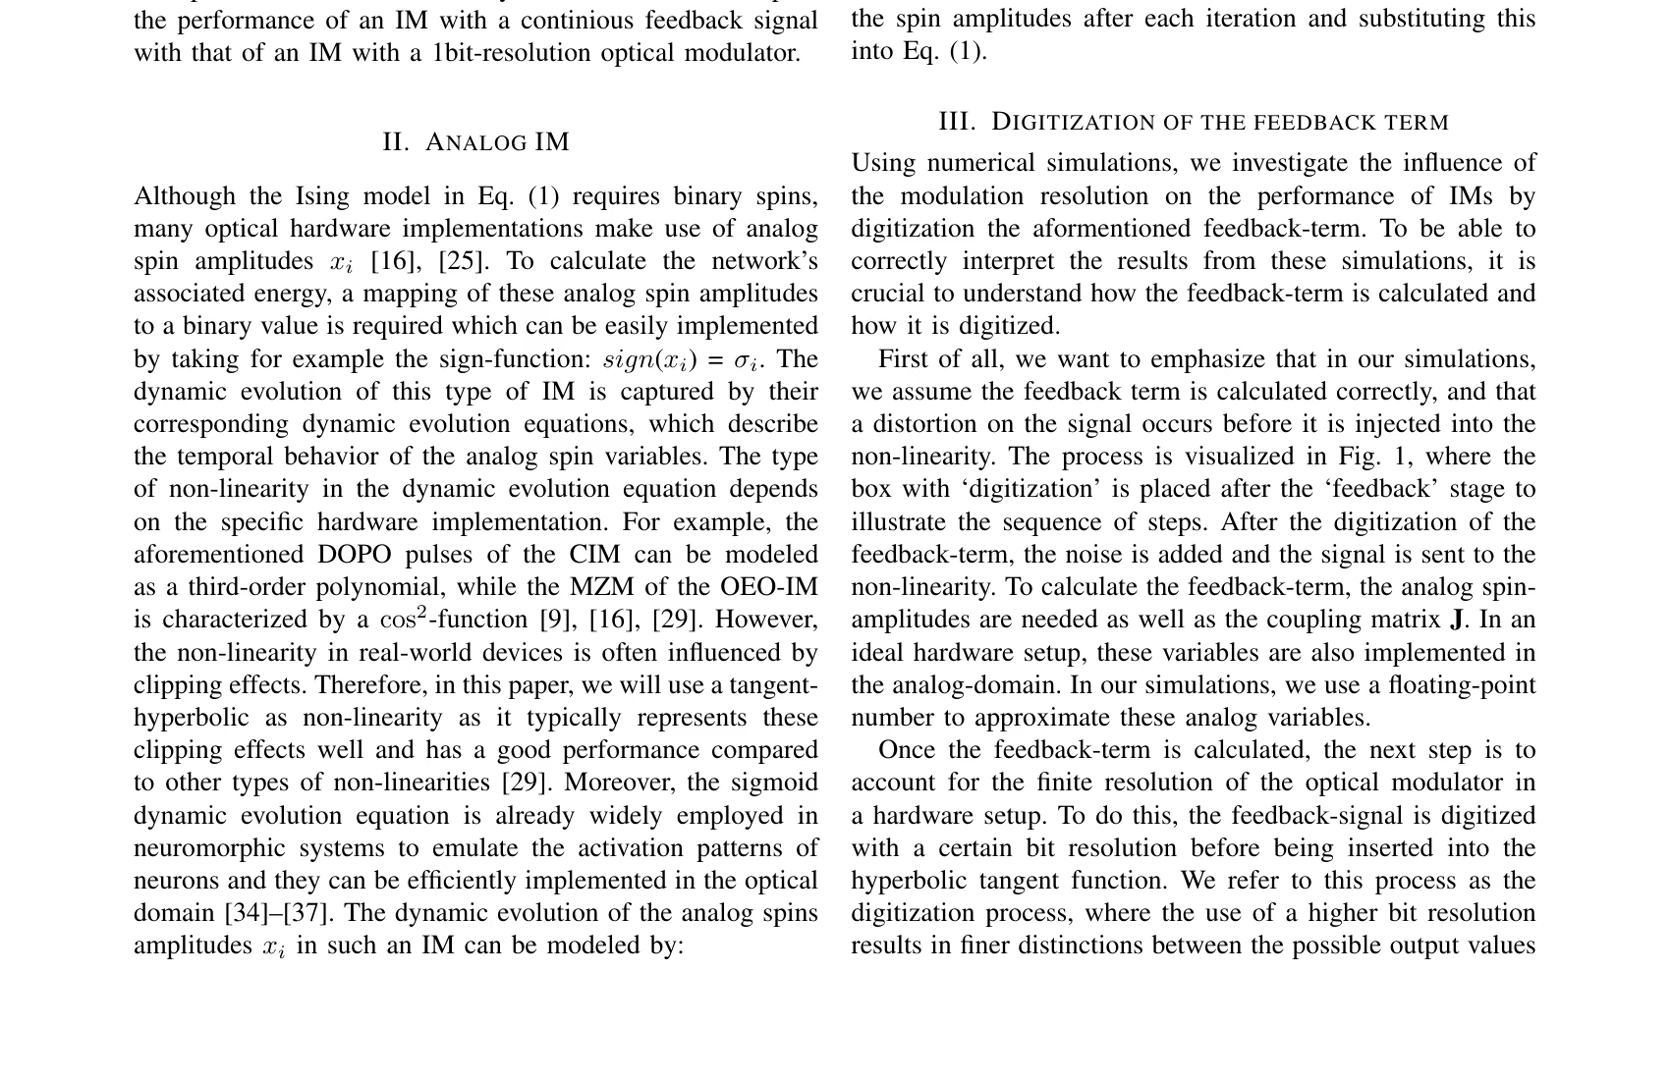 the performance of an IM with a continious feedback signal
with that of an IM with a 1bit-resolution optical modulator.
II. ANALOG IM
Although the Ising model in Eq. (1) requires binary spins,
many optical hardware implementations make use of analog
spin amplitudes xᵢ [16], [25]. To calculate the network's
associated energy, a mapping of these analog spin amplitudes
to a binary value is required which can be easily implemented
by taking for example the sign-function: sign(xᵢ) = σᵢ. The
dynamic evolution of this type of IM is captured by their
corresponding dynamic evolution equations, which describe
the temporal behavior of the analog spin variables. The type
of non-linearity in the dynamic evolution equation depends
on the specific hardware implementation. For example, the
aforementioned DOPO pulses of the CIM can be modeled
as a third-order polynomial, while the MZM of the OEO-IM
is characterized by a cos²-function [9], [16], [29]. However,
the non-linearity in real-world devices is often influenced by
clipping effects. Therefore, in this paper, we will use a tangent-
hyperbolic as non-linearity as it typically represents these
clipping effects well and has a good performance compared
to other types of non-linearities [29]. Moreover, the sigmoid
dynamic evolution equation is already widely employed in
neuromorphic systems to emulate the activation patterns of
neurons and they can be efficiently implemented in the optical
domain [34]–[37]. The dynamic evolution of the analog spins
amplitudes xᵢ in such an IM can be modeled by:
the spin amplitudes after each iteration and substituting this
into Eq. (1).
III. DIGITIZATION OF THE FEEDBACK TERM
Using numerical simulations, we investigate the influence of
the modulation resolution on the performance of IMs by
digitization the aformentioned feedback-term. To be able to
correctly interpret the results from these simulations, it is
crucial to understand how the feedback-term is calculated and
how it is digitized.
First of all, we want to emphasize that in our simulations,
we assume the feedback term is calculated correctly, and that
a distortion on the signal occurs before it is injected into the
non-linearity. The process is visualized in Fig. 1, where the
box with 'digitization' is placed after the 'feedback' stage to
illustrate the sequence of steps. After the digitization of the
feedback-term, the noise is added and the signal is sent to the
non-linearity. To calculate the feedback-term, the analog spin-
amplitudes are needed as well as the coupling matrix J. In an
ideal hardware setup, these variables are also implemented in
the analog-domain. In our simulations, we use a floating-point
number to approximate these analog variables.
Once the feedback-term is calculated, the next step is to
account for the finite resolution of the optical modulator in
a hardware setup. To do this, the feedback-signal is digitized
with a certain bit resolution before being inserted into the
hyperbolic tangent function. We refer to this process as the
digitization process, where the use of a higher bit resolution
results in finer distinctions between the possible output values